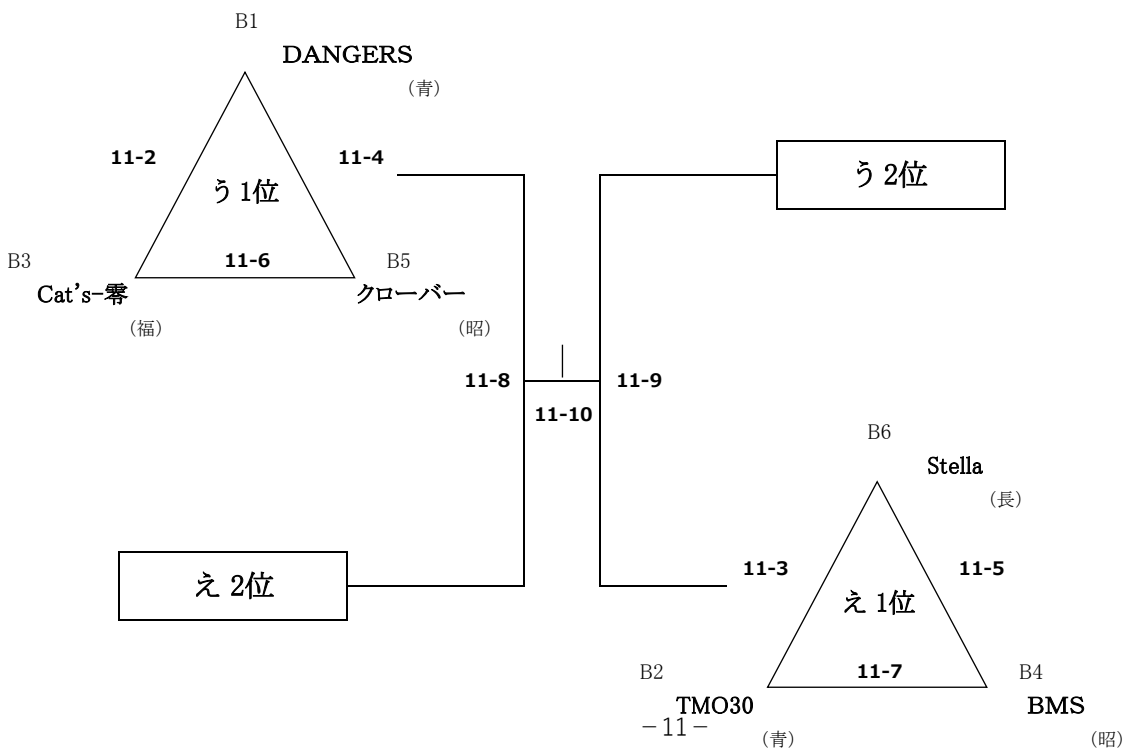 B1
DANGERS
（青）
11-2
11-4
う 1位
う 2位
B3
11-6
B5
Cat's-零
クローバー
（福）
（昭）
11-8
11-9
11-10
B6
Stella
（長）
11-3
11-5
え 2位
え 1位
B2
11-7
B4
TMO30
BMS
－11－
（青）
（昭）